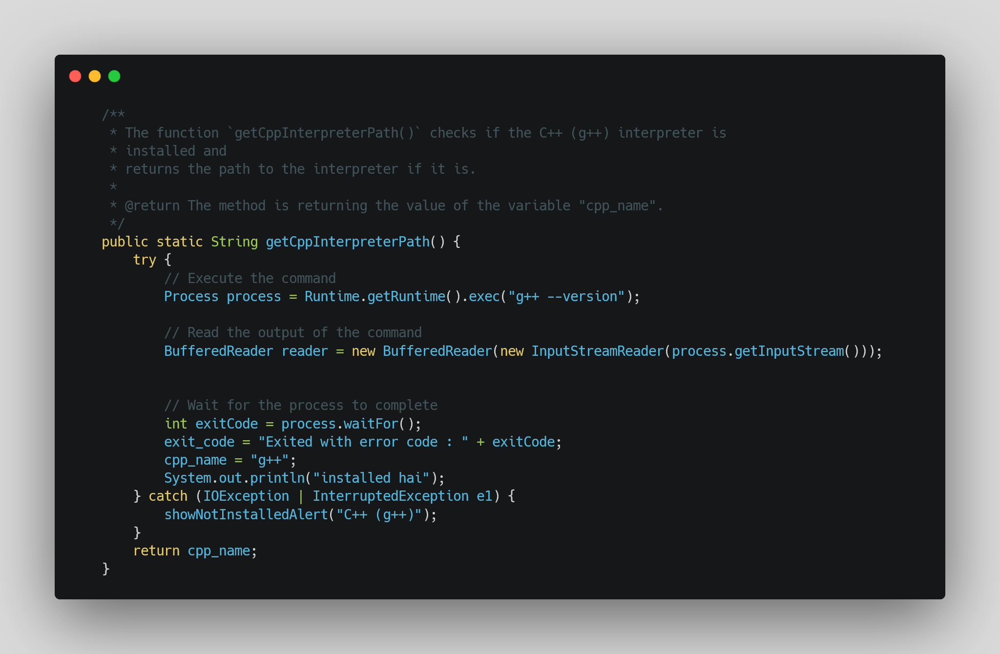 /**
 * The function `getCppInterpreterPath()` checks if the C++ (g++) interpreter is
 * installed and
 * returns the path to the interpreter if it is.
 *
 * @return The method is returning the value of the variable "cpp_name".
 */
public static String getCppInterpreterPath() {
    try {
        // Execute the command
        Process process = Runtime.getRuntime().exec("g++ --version");

        // Read the output of the command
        BufferedReader reader = new BufferedReader(new InputStreamReader(process.getInputStream()));


        // Wait for the process to complete
        int exitCode = process.waitFor();
        exit_code = "Exited with error code : " + exitCode;
        cpp_name = "g++";
        System.out.println("installed hai");
    } catch (IOException | InterruptedException e1) {
        showNotInstalledAlert("C++ (g++)");
    }
    return cpp_name;
}